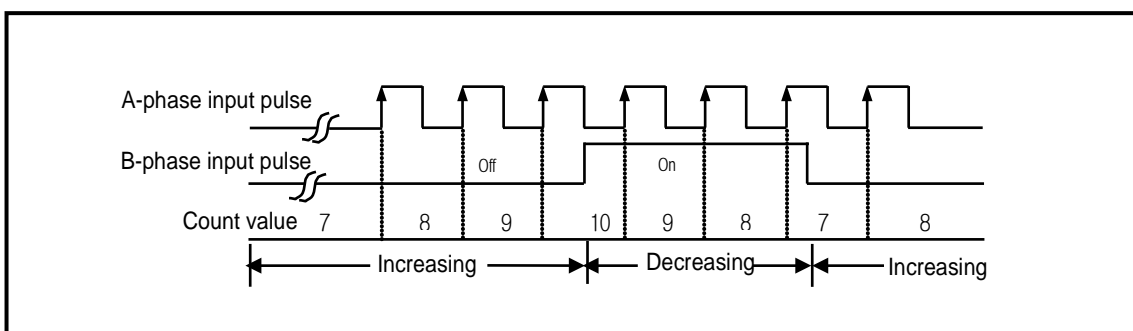 A-phase input pulse
B-phase input pulse
Off
On
Count value
7
8
9
10
9
8
7
8
Increasing
Decreasing
Increasing